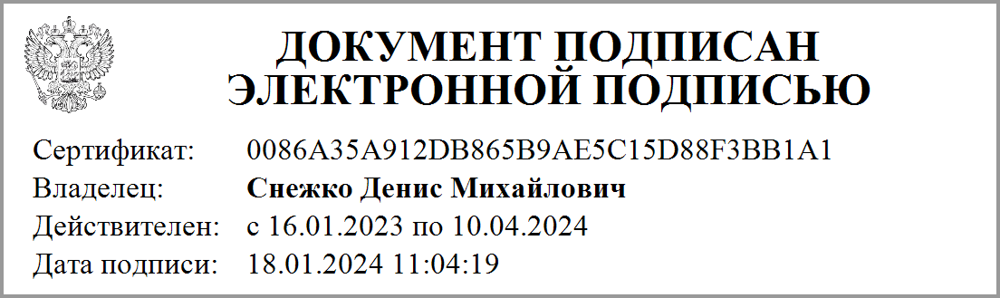 ДОКУМЕНТ ПОДПИСАН
ЭЛЕКТРОННОЙ ПОДПИСЬЮ
Сертификат: 0086A35A912DB865B9AE5C15D88F3BB1A1
Владелец: Снежко Денис Михайлович
Действителен: с 16.01.2023 по 10.04.2024
Дата подписи: 18.01.2024 11:04:19